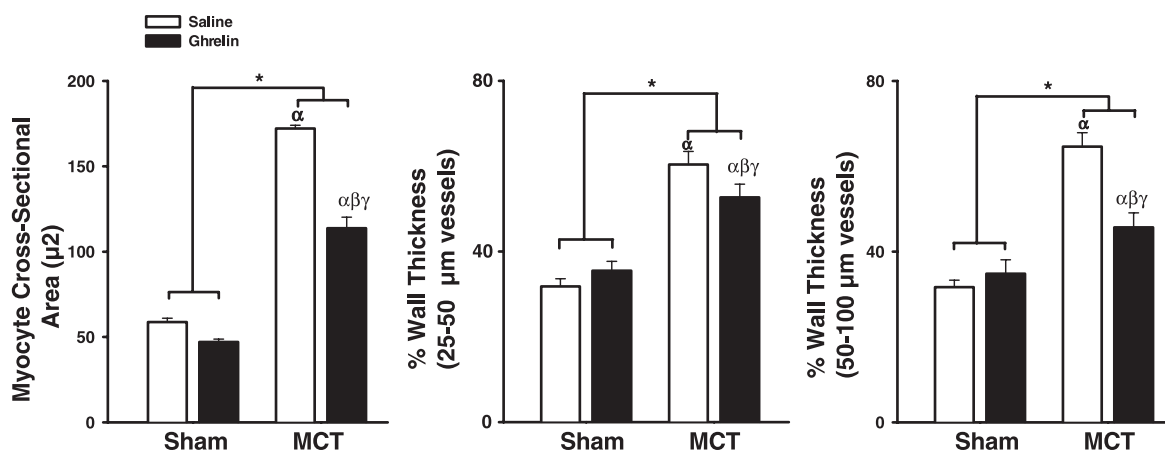 Saline
Ghrelin
Myocyte Cross-Sectional
Area (μ2)
200
150
100
50
0
*
α
αβγ
Sham MCT
% Wall Thickness
(25-50 μm vessels)
80
40
0
*
α
αβγ
Sham MCT
% Wall Thickness
(50-100 μm vessels)
80
40
0
*
α
αβγ
Sham MCT